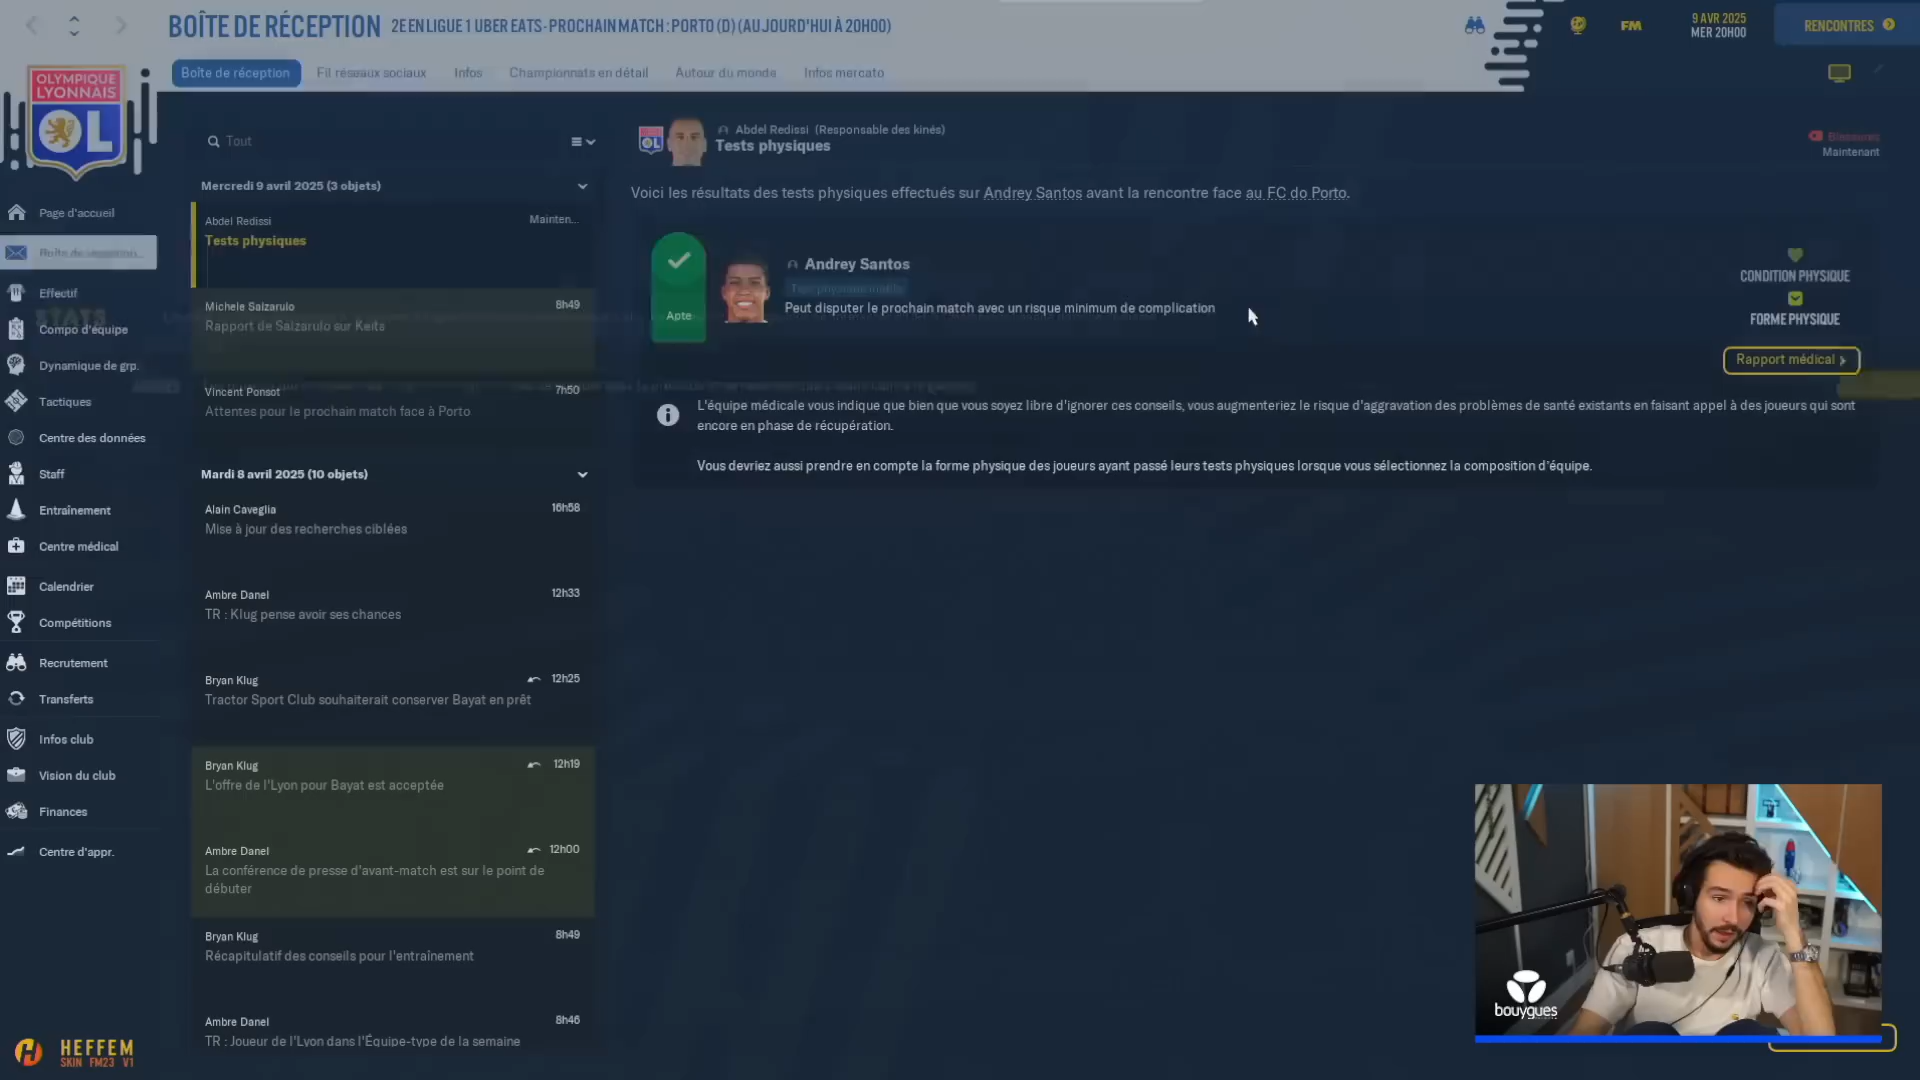 BOÎTE DE RÉCEPTION
2E EN LIGUE 1 UBER EATS - PROCHAIN MATCH : PORTO (D) (AUJOURD'HUI À 20H00)
FM
9 AVR 2025
MER 20H00
RENCONTRES
Boîte de réception
Fil réseaux sociaux
Infos
Championnats en détail
Autour du monde
Infos mercato
OLYMPIQUE
LYONNAIS
OL
Page d'accueil
Boîte de réception...
Effectif
Compo d'équipe
Dynamique de grp.
Tactiques
Centre des données
Staff
Entraînement
Centre médical
Calendrier
Compétitions
Recrutement
Transferts
Infos club
Vision du club
Finances
Centre d'appr.
HEFFEM
SKIN FM23 V1
Tout
Mercredi 9 avril 2025 (3 objets)
Abdel Redissi
Mainten...
Tests physiques
Michele Saizarulo
8h49
Rapport de Saizarulo sur Keita
Vincent Ponsot
7h50
Attentes pour le prochain match face à Porto
Mardi 8 avril 2025 (10 objets)
Alain Caveglia
16h58
Mise à jour des recherches ciblées
Ambre Danel
12h33
TR : Klug pense avoir ses chances
Bryan Klug
12h25
Tractor Sport Club souhaiterait conserver Bayat en prêt
Bryan Klug
12h19
L'offre de l'Lyon pour Bayat est acceptée
Ambre Danel
12h00
La conférence de presse d'avant-match est sur le point de
débuter
Bryan Klug
8h49
Récapitulatif des conseils pour l'entraînement
Ambre Danel
8h46
TR : Joueur de l'Lyon dans l'Équipe-type de la semaine
Abdel Redissi (Responsable des kinés)
Tests physiques
Blessures
Maintenant
Voici les résultats des tests physiques effectués sur Andrey Santos avant la rencontre face au FC do Porto.
Apte
Andrey Santos
Peut disputer le prochain match avec un risque minimum de complication
CONDITION PHYSIQUE
FORME PHYSIQUE
Rapport médical
L'équipe médicale vous indique que bien que vous soyez libre d'ignorer ces conseils, vous augmenteriez le risque d'aggravation des problèmes de santé existants en faisant appel à des joueurs qui sont
encore en phase de récupération.
Vous devriez aussi prendre en compte la forme physique des joueurs ayant passé leurs tests physiques lorsque vous sélectionnez la composition d'équipe.
bouygues